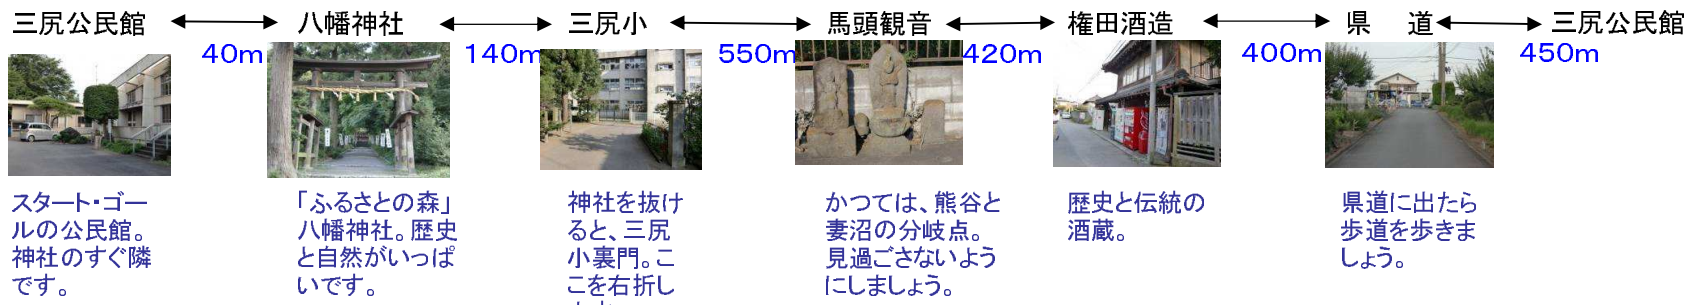 三尻公民館 八幡神社 三尻小 馬頭観音 権田酒造 県 道 三尻公民館
40m 140m 550m 420m 400m 450m
スタート・ゴー
ルの公民館。
神社のすぐ隣
です。
「ふるさとの森」
八幡神社。歴史
と自然がいっぱ
いです。
神社を抜け
ると、三尻
小裏門。こ
こを右折し
かつては、熊谷と
妻沼の分岐点。
見過ごさないよう
にしましょう。
歴史と伝統の
酒蔵。
県道に出たら
歩道を歩きま
しょう。